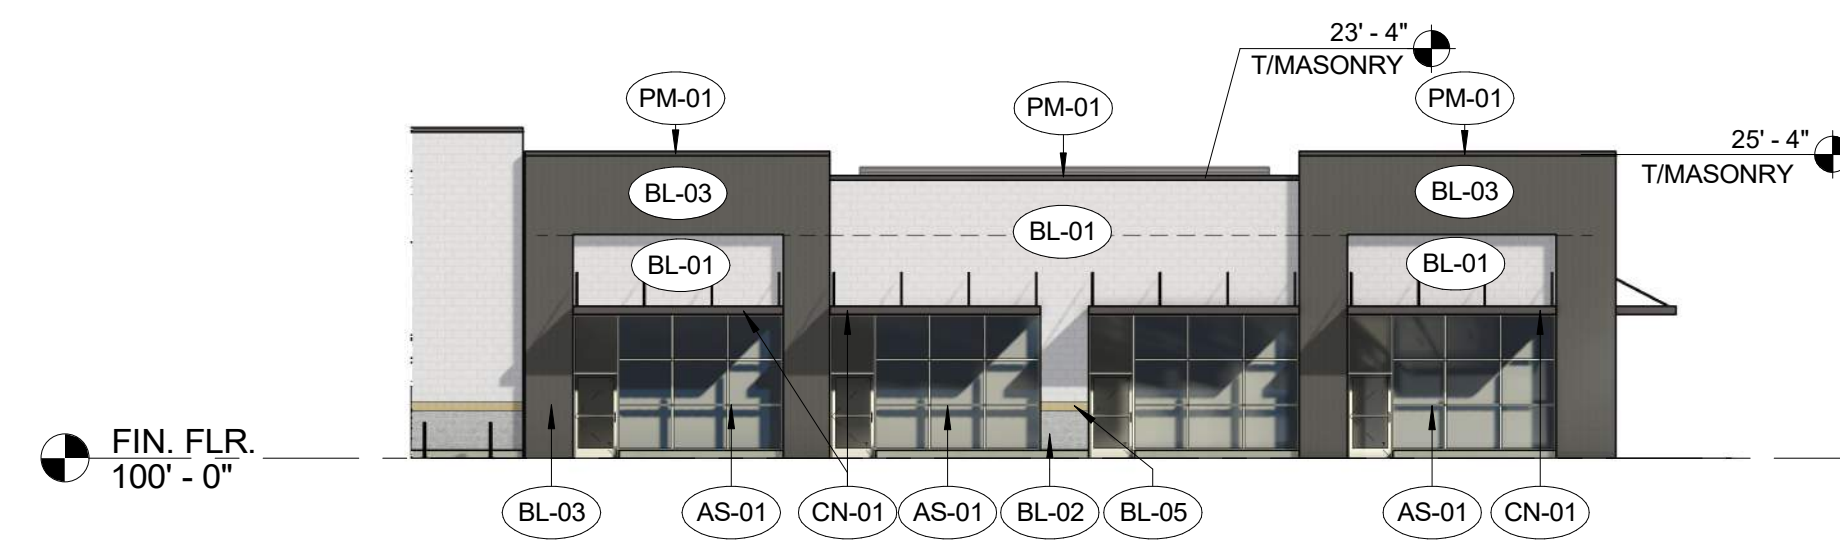 23' - 4"
T/MASONRY
PM-01
PM-01
PM-01
25' - 4"
T/MASONRY
BL-03
BL-03
BL-01
BL-01
BL-01
FIN. FLR.
100' - 0"
BL-03
AS-01
CN-01
AS-01
BL-02
BL-05
AS-01
CN-01